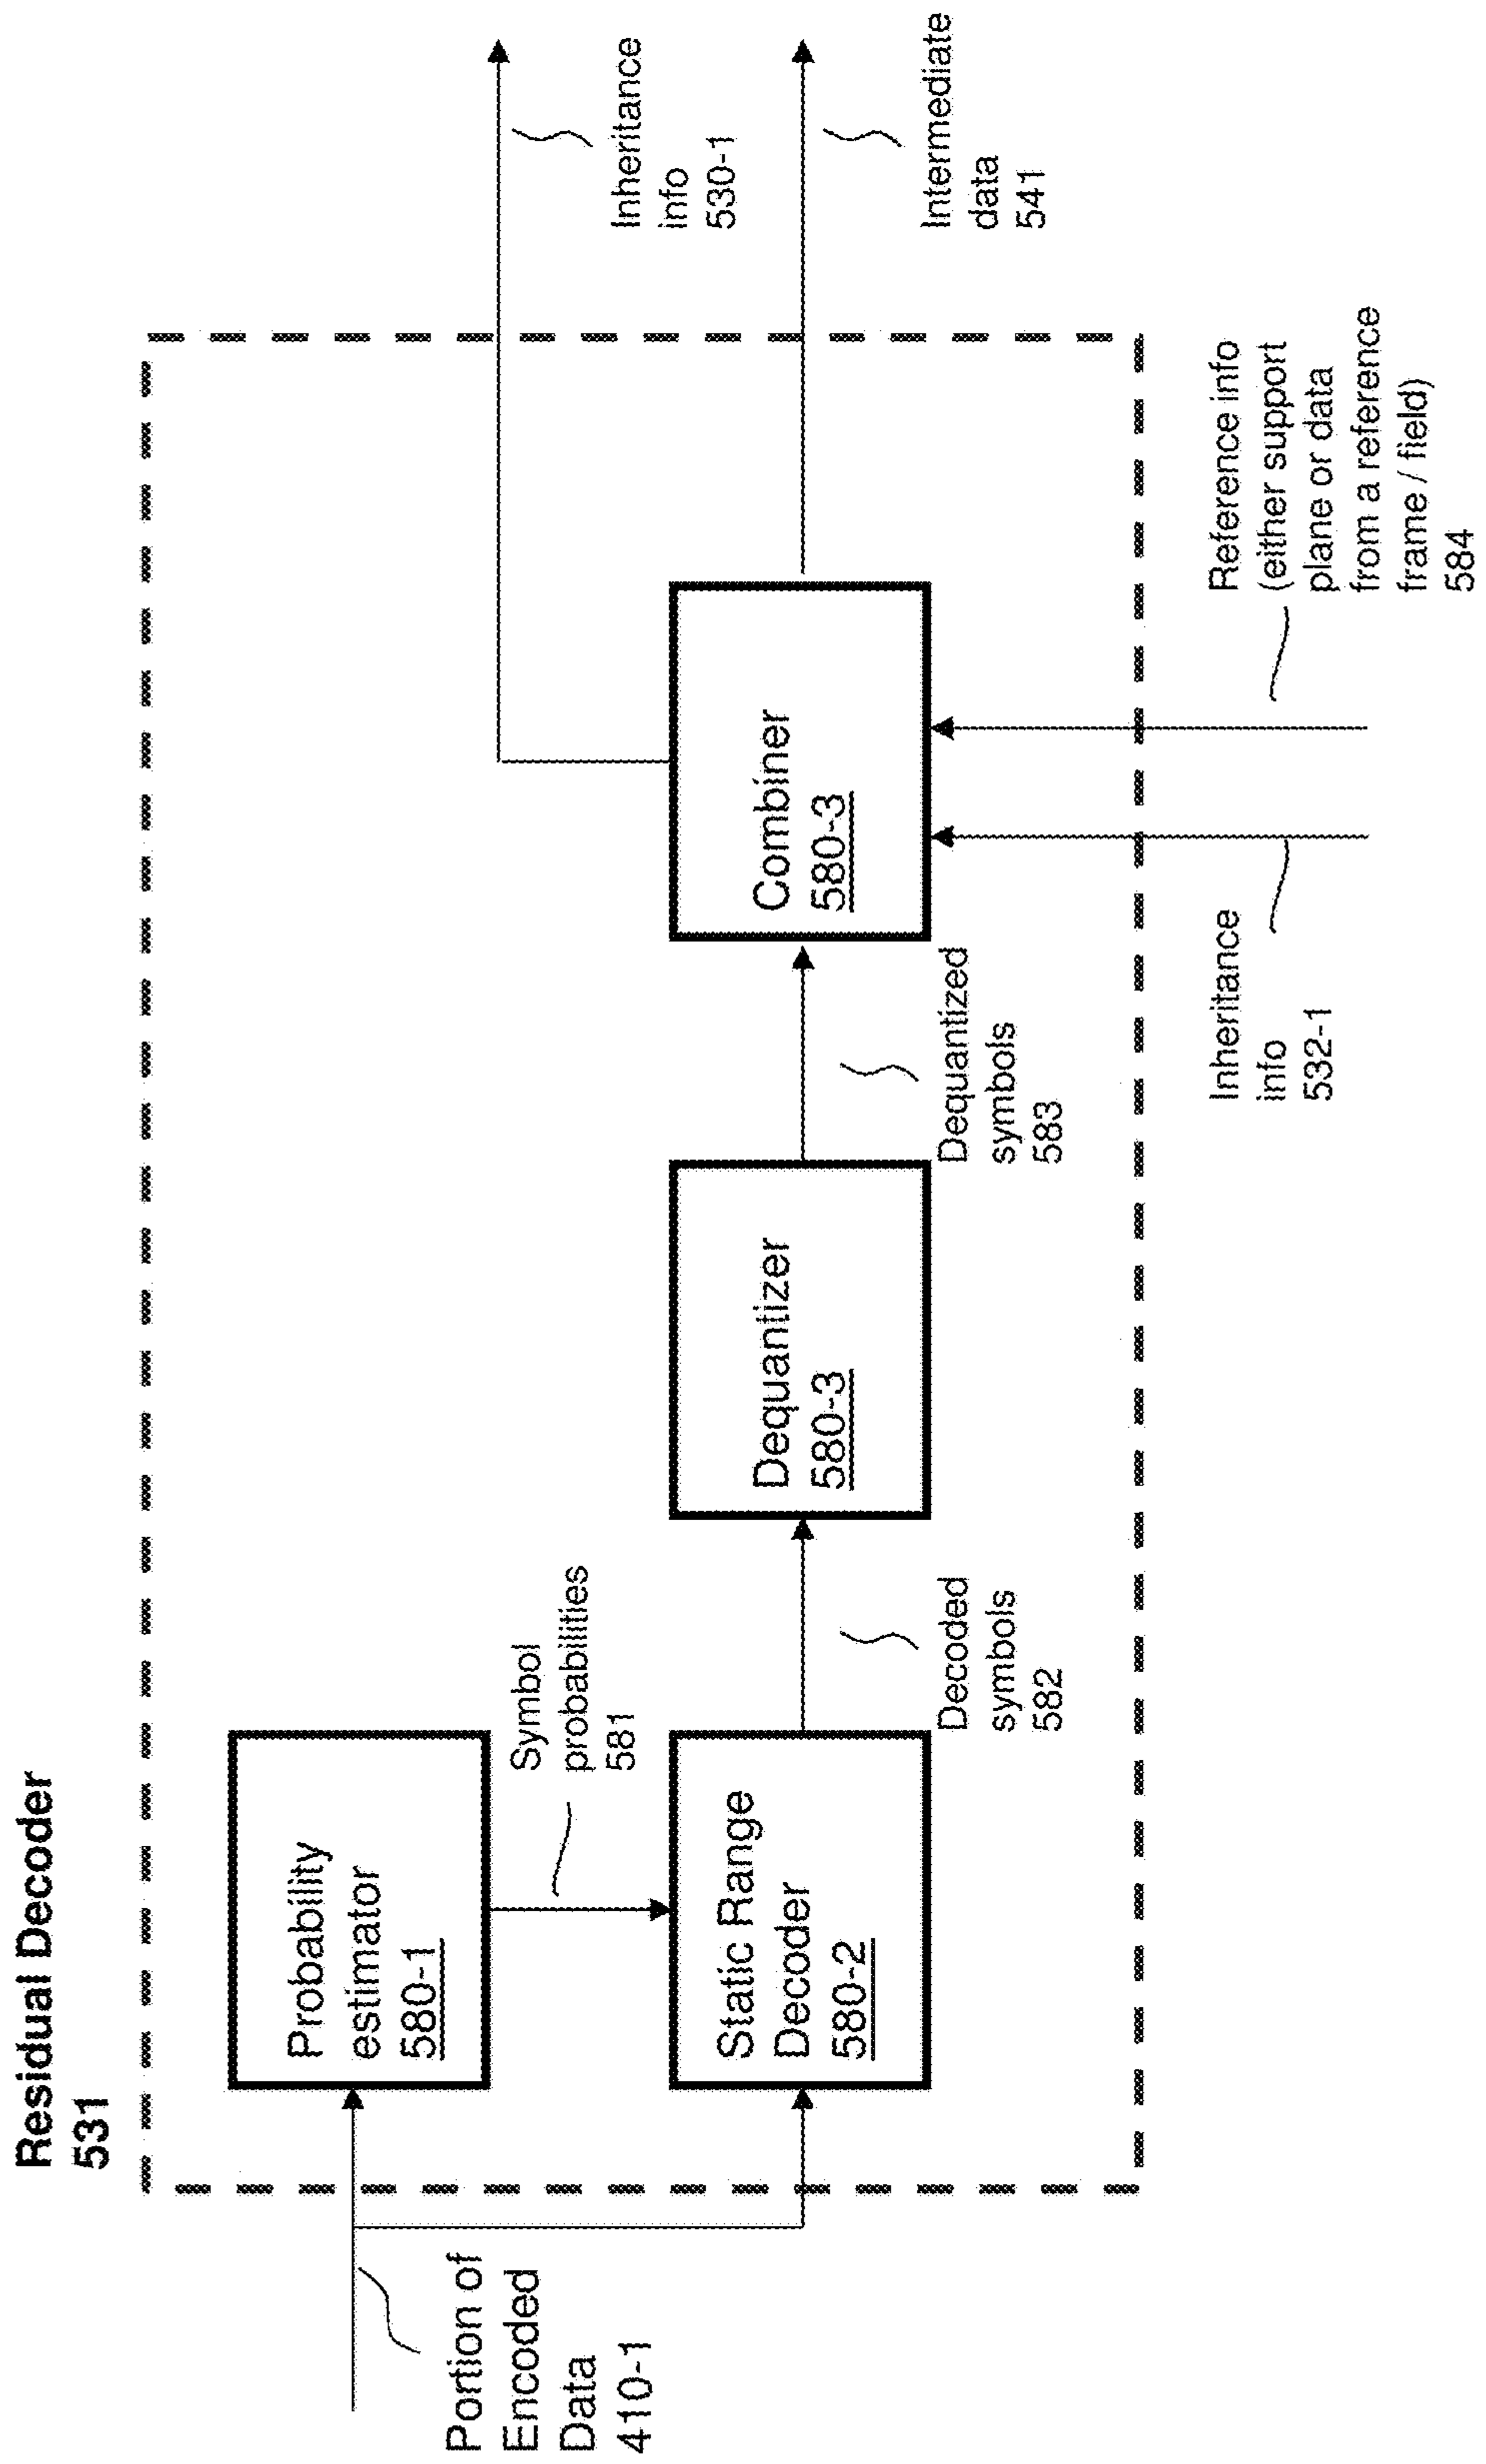 Residual Decoder
531
Portion of
Encoded
Data
410-1
Probability
estimator
580-1
Symbol
probabilities
581
Static Range
Decoder
580-2
Decoded
symbols
582
Dequantizer
580-3
Dequantized
symbols
583
Combiner
580-3
Inheritance
info
530-1
Intermediate
data
541
Inheritance
info
532-1
Reference info
(either support
plane or data
from a reference
frame / field)
584